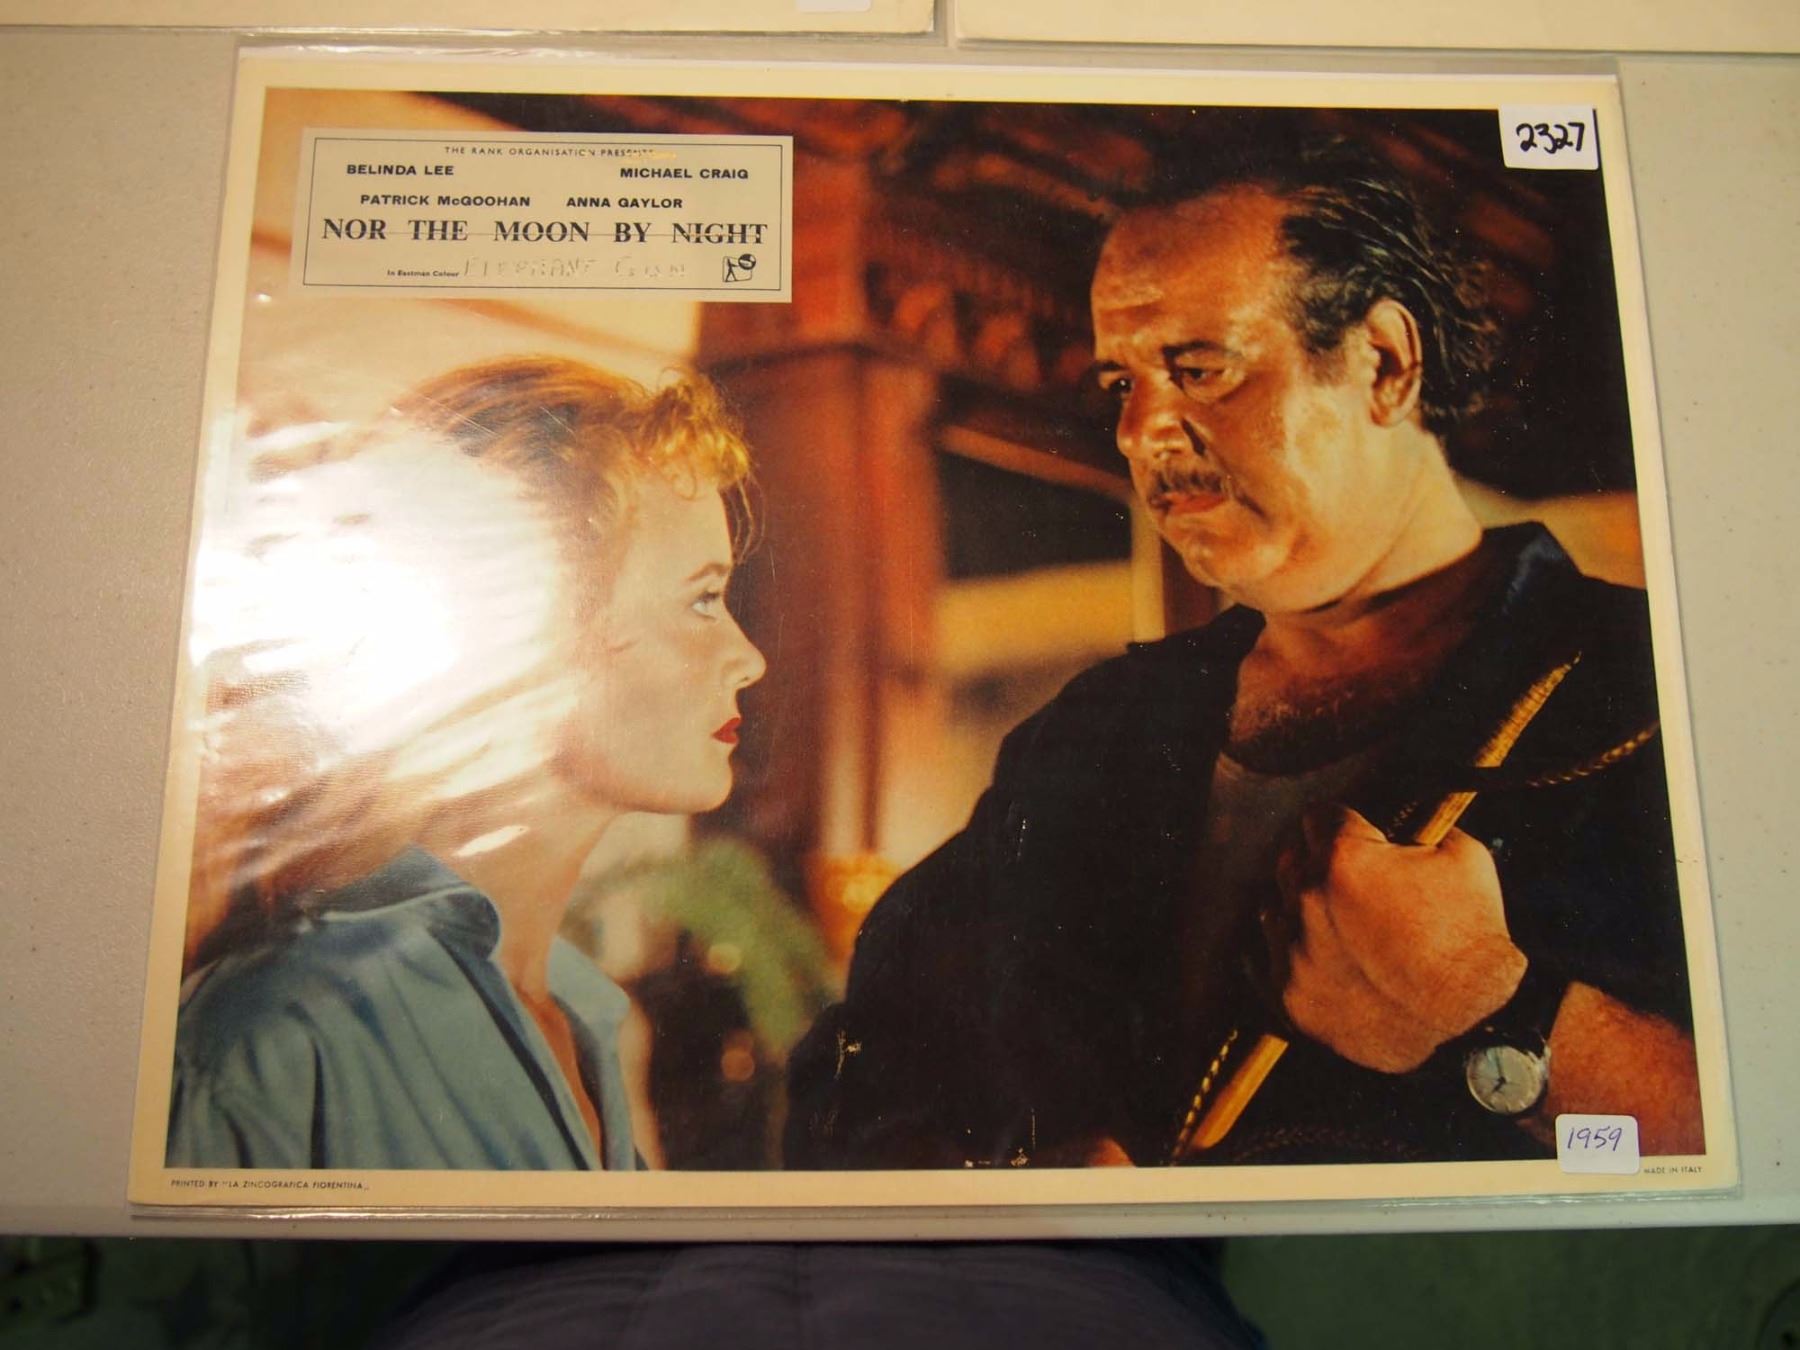 THE RANK ORGANISATION PRESENTS
BELINDA LEE MICHAEL CRAIG
PATRICK McGOOHAN ANNA GAYLOR
NOR THE MOON BY NIGHT
In Eastman Colour ELEPHANT GUN
2327
1959
PRINTED BY "LA ZINCOGRAFICA FIORENTINA„
MADE IN ITALY